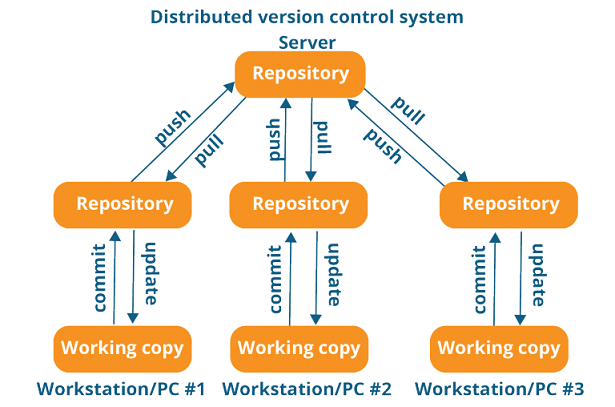 Distributed version control system
Server
Repository
push
pull
push
pull
push
pull
Repository
Repository
Repository
commit
update
commit
update
commit
update
Working copy
Working copy
Working copy
Workstation/PC #1
Workstation/PC #2
Workstation/PC #3